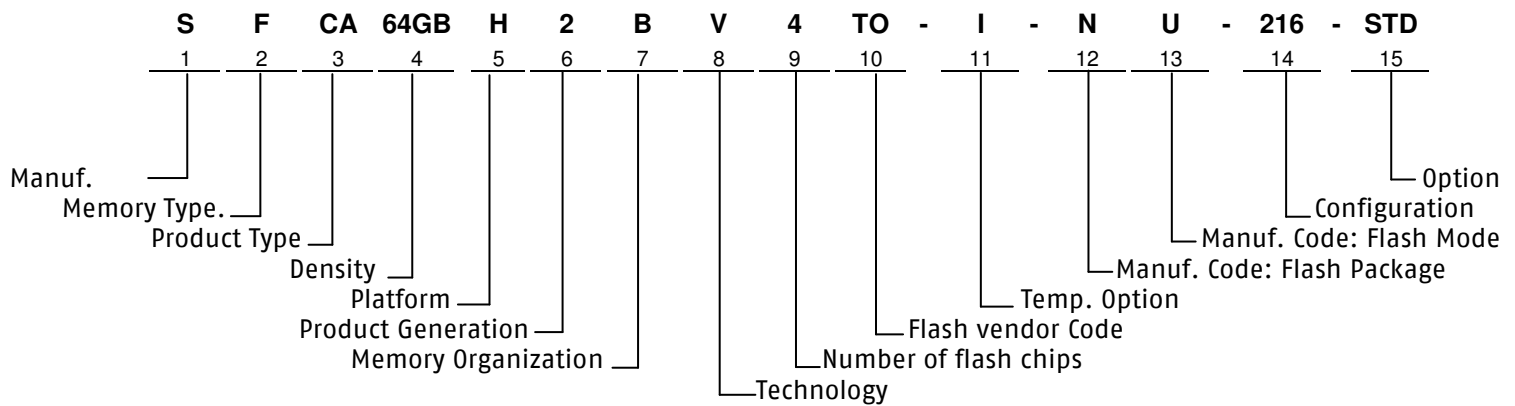 S F CA 64GB H 2 B V 4 TO - I - N U - 216 - STD
1 2 3 4 5 6 7 8 9 10 11 12 13 14 15
Manuf. Option
Memory Type. Configuration
Product Type Manuf. Code: Flash Mode
Density Manuf. Code: Flash Package
Platform Temp. Option
Product Generation Flash vendor Code
Memory Organization Number of flash chips
Technology